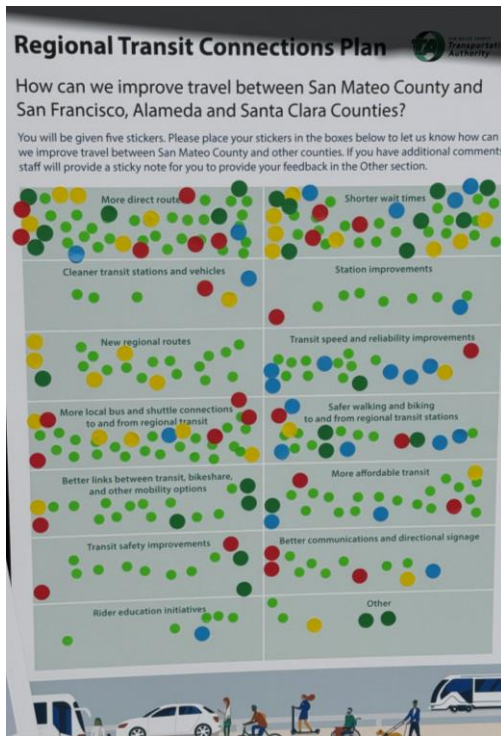 Regional Transit Connections Plan
SAN MATEO COUNTY
Transportation
Authority
How can we improve travel between San Mateo County and
San Francisco, Alameda and Santa Clara Counties?
You will be given five stickers. Please place your stickers in the boxes below to let us know how can
we improve travel between San Mateo County and other counties. If you have additional comments
staff will provide a sticky note for you to provide your feedback in the Other section.
More direct routes
Shorter wait times
Cleaner transit stations and vehicles
Station improvements
New regional routes
Transit speed and reliability improvements
More local bus and shuttle connections
to and from regional transit
Safer walking and biking
to and from regional transit stations
Better links between transit, bikeshare,
and other mobility options
More affordable transit
Transit safety improvements
Better communications and directional signage
Rider education initiatives
Other